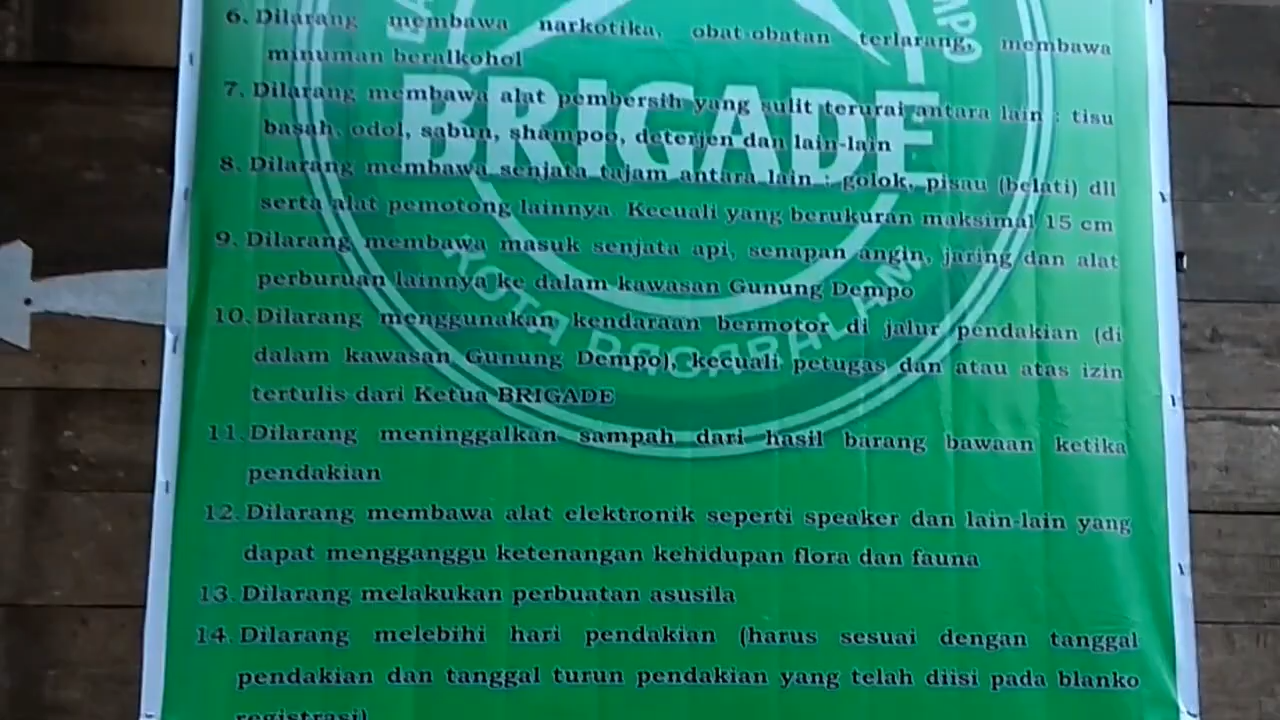 6. Dilarang membawa narkotika, obat-obatan terlarang, membawa
minuman beralkohol
7. Dilarang membawa alat pembersih yang sulit terurai antara lain : tisu
basah, odol, sabun, shampoo, deterjen dan lain-lain
8. Dilarang membawa senjata tajam antara lain : golok, pisau (belati) dll
serta alat pemotong lainnya. Kecuali yang berukuran maksimal 15 cm
9. Dilarang membawa masuk senjata api, senapan angin, jaring dan alat
perburuan lainnya ke dalam kawasan Gunung Dempo
10. Dilarang menggunakan kendaraan bermotor di jalur pendakian (di
dalam kawasan Gunung Dempo), kecuali petugas dan atau atas izin
tertulis dari Ketua BRIGADE
11. Dilarang meninggalkan sampah dari hasil barang bawaan ketika
pendakian
12. Dilarang membawa alat elektronik seperti speaker dan lain-lain yang
dapat mengganggu ketenangan kehidupan flora dan fauna
13. Dilarang melakukan perbuatan asusila
14. Dilarang melebihi hari pendakian (harus sesuai dengan tanggal
pendakian dan tanggal turun pendakian yang telah diisi pada blanko
registrasi)
BRIGADE
KOTA PAGARALAM